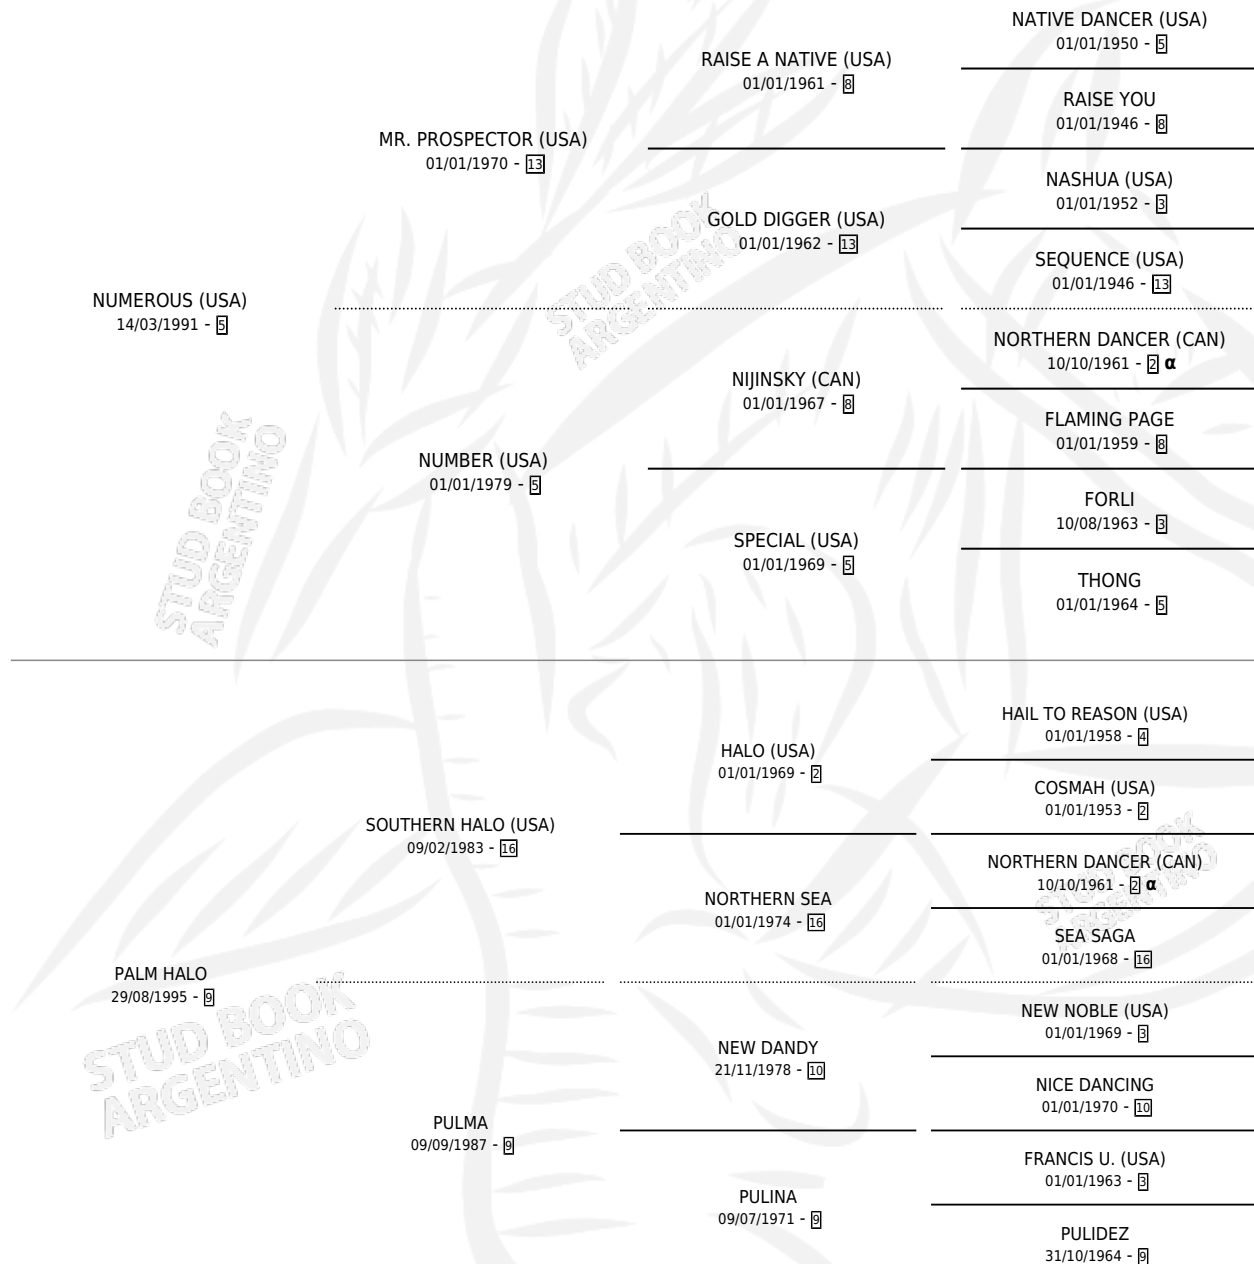 NATIVE DANCER (USA)
01/01/1950 - 5
RAISE A NATIVE (USA)
01/01/1961 - 8
RAISE YOU
01/01/1946 - 8
MR. PROSPECTOR (USA)
01/01/1970 - 13
NASHUA (USA)
01/01/1952 - 3
GOLD DIGGER (USA)
01/01/1962 - 13
SEQUENCE (USA)
01/01/1946 - 13
NUMEROUS (USA)
14/03/1991 - 5
NORTHERN DANCER (CAN)
10/10/1961 - 2 α
NIJINSKY (CAN)
01/01/1967 - 8
FLAMING PAGE
01/01/1959 - 8
NUMBER (USA)
01/01/1979 - 5
FORLI
10/08/1963 - 3
SPECIAL (USA)
01/01/1969 - 5
THONG
01/01/1964 - 5
STUD BOOK
ARGENTINO
STUD BOOK
ARGENTINO
HAIL TO REASON (USA)
01/01/1958 - 4
HALO (USA)
01/01/1969 - 2
COSMAH (USA)
01/01/1953 - 2
SOUTHERN HALO (USA)
09/02/1983 - 16
NORTHERN DANCER (CAN)
10/10/1961 - 2 α
NORTHERN SEA
01/01/1974 - 16
SEA SAGA
01/01/1968 - 16
STUD BOOK
ARGENTINO
PALM HALO
29/08/1995 - 9
NEW NOBLE (USA)
01/01/1969 - 3
NEW DANDY
21/11/1978 - 10
NICE DANCING
01/01/1970 - 10
PULMA
09/09/1987 - 9
FRANCIS U. (USA)
01/01/1963 - 3
PULINA
09/07/1971 - 9
PULIDEZ
31/10/1964 - 9
STUD BOOK
ARGENTINO